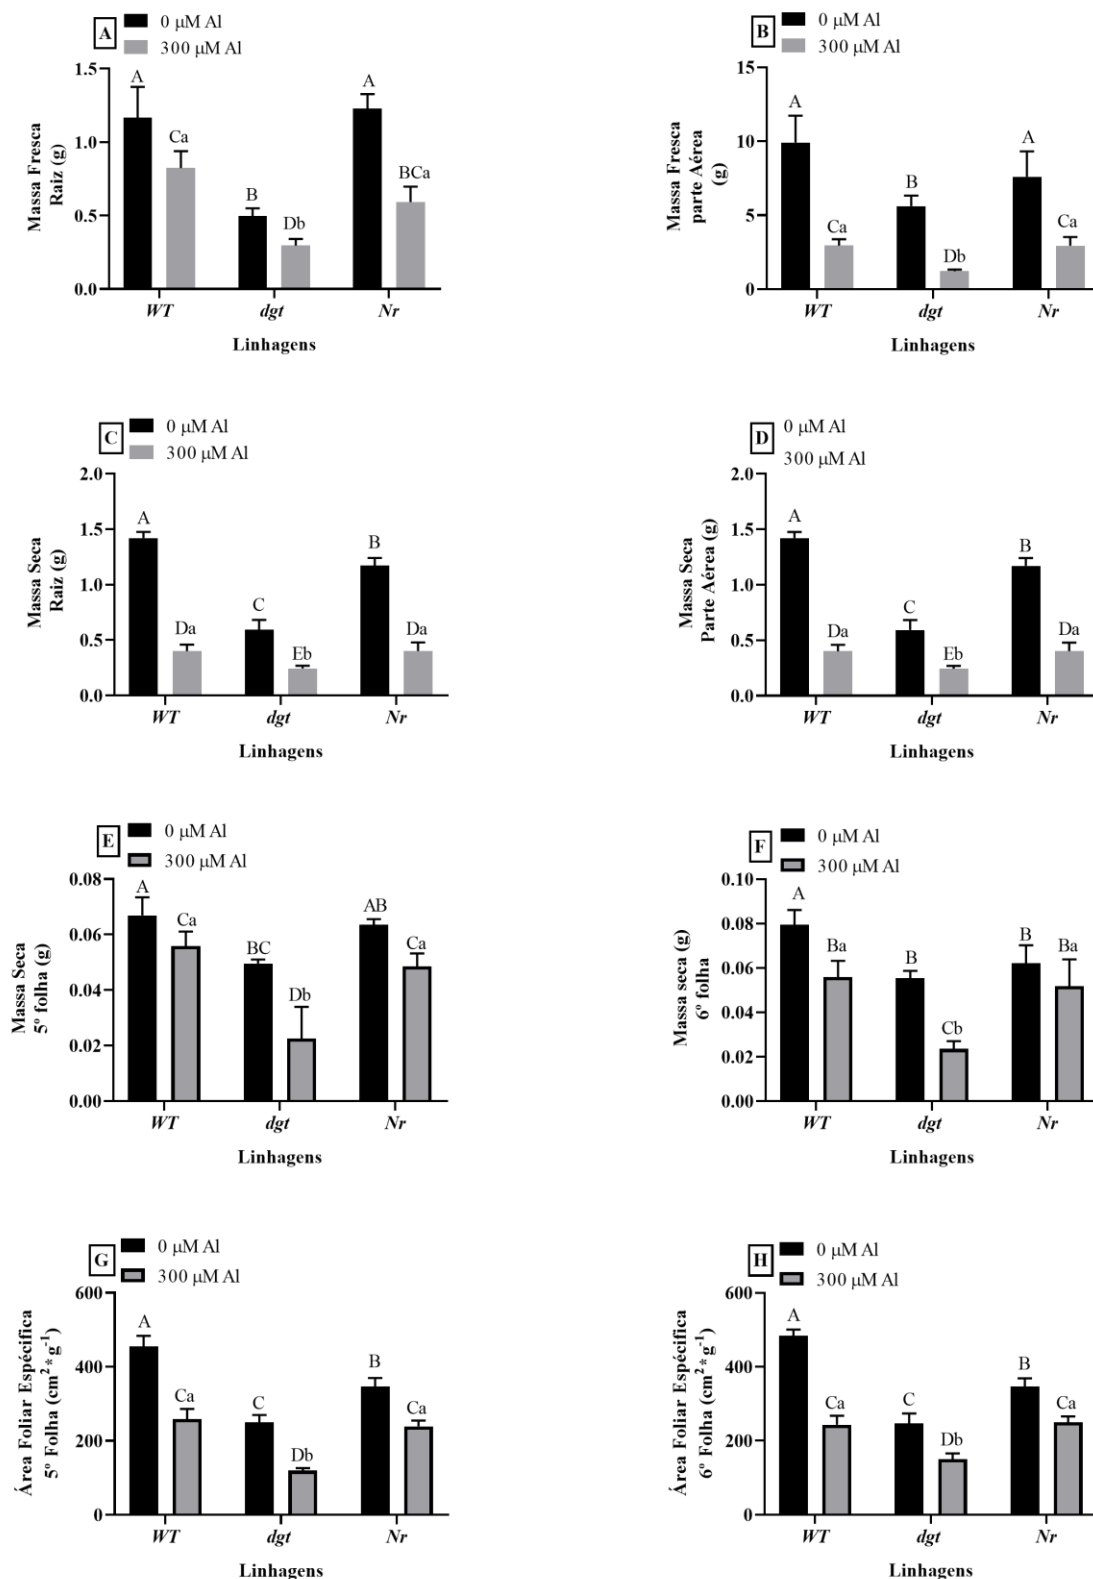 A
0 µM Al
300 µM Al
Massa Fresca
Raiz (g)
1.5
1.0
0.5
0.0
A
Ca
B
Db
A
BCa
WT
dgt
Nr
Linhagens
B
0 µM Al
300 µM Al
Massa Fresca
parte Aérea
(g)
15
10
5
0
A
Ca
B
Db
A
Ca
WT
dgt
Nr
Linhagens
C
0 µM Al
300 µM Al
Massa Seca
Raiz (g)
2.0
1.5
1.0
0.5
0.0
A
Da
C
Eb
B
Da
WT
dgt
Nr
Linhagens
D
0 µM Al
300 µM Al
Massa Seca
Parte Aérea (g)
2.0
1.5
1.0
0.5
0.0
A
Da
C
Eb
B
Da
WT
dgt
Nr
Linhagens
E
0 µM Al
300 µM Al
Massa Seca
5º folha (g)
0.08
0.06
0.04
0.02
0.00
A
Ca
BC
Db
AB
Ca
WT
dgt
Nr
Linhagens
F
0 µM Al
300 µM Al
Massa seca (g)
6º folha
0.10
0.08
0.06
0.04
0.02
0.00
A
Ba
B
Cb
B
Ba
WT
dgt
Nr
Linhagens
G
0 µM Al
300 µM Al
Área Foliar Espécifica
5º Folha (cm²*g⁻¹)
600
400
200
0
A
Ca
C
Db
B
Ca
WT
dgt
Nr
Linhagens
H
0 µM Al
300 µM Al
Área Foliar Espécifica
6º Folha (cm²*g⁻¹)
600
400
200
0
A
Ca
C
Db
B
Ca
WT
dgt
Nr
Linhagens